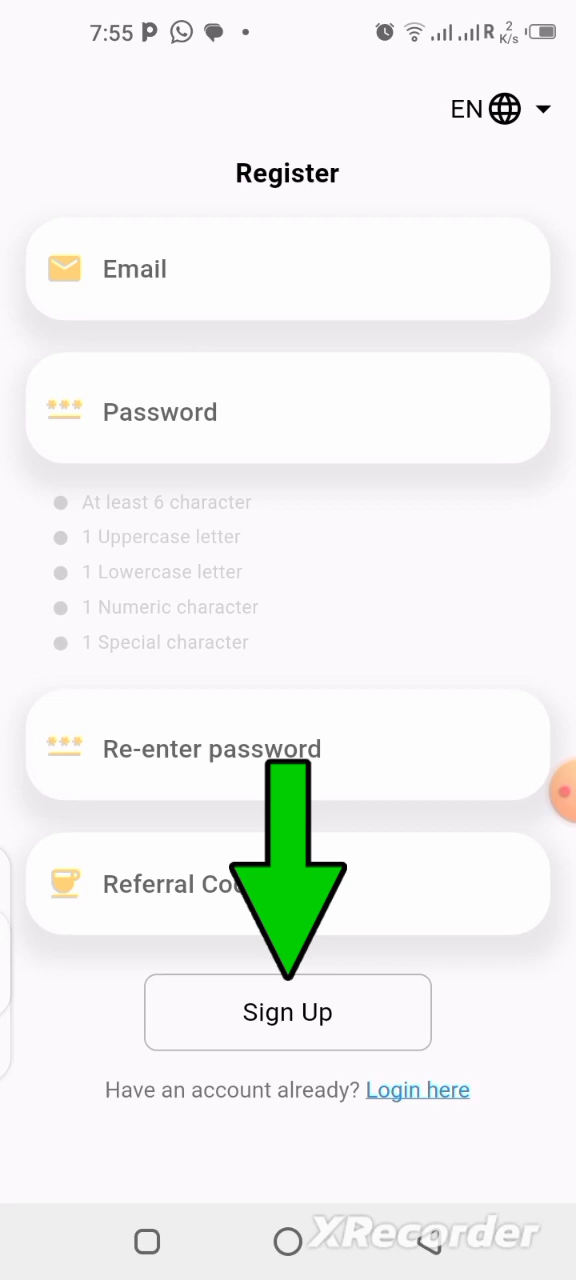 7:55
R 2 K/s
EN
Register
Email
Password
At least 6 character
1 Uppercase letter
1 Lowercase letter
1 Numeric character
1 Special character
Re-enter password
Referral
Sign Up
Have an account already? Login here
XRecorder